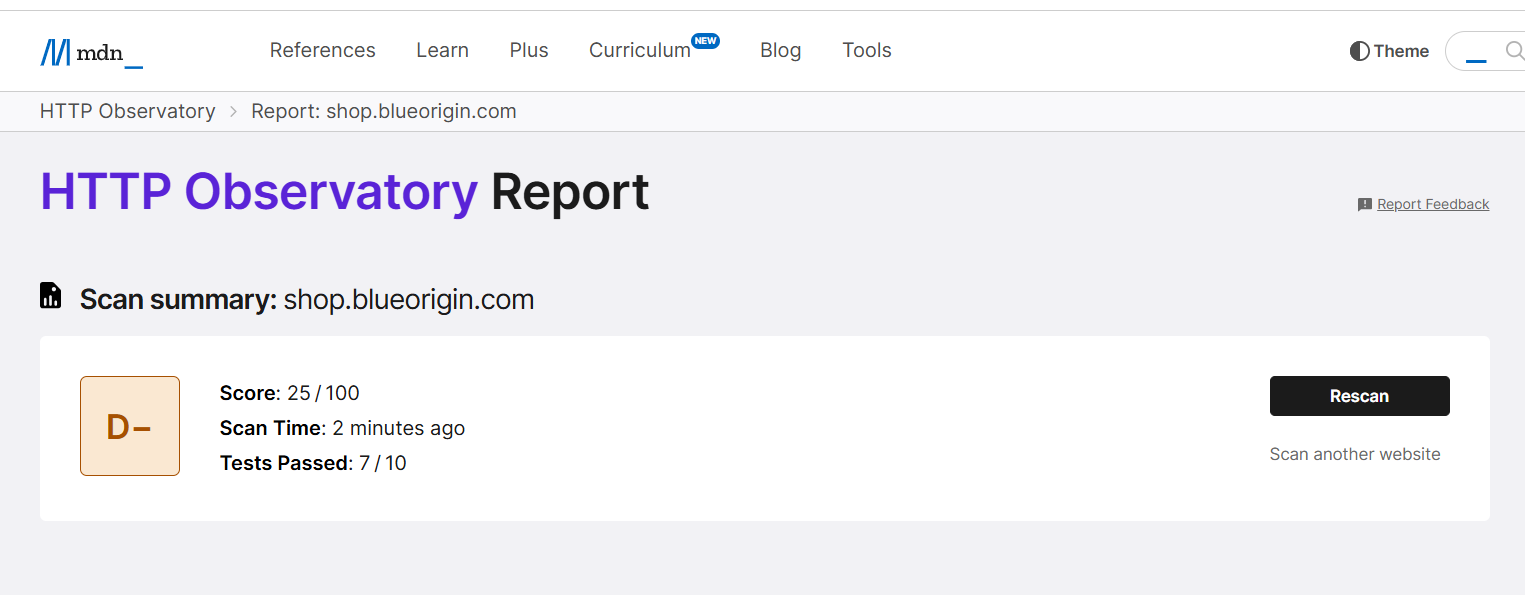 mdn_
References Learn Plus Curriculum NEW Blog Tools Theme
HTTP Observatory > Report: shop.blueorigin.com
HTTP Observatory Report
Report Feedback
Scan summary: shop.blueorigin.com
D−
Score: 25 / 100
Scan Time: 2 minutes ago
Tests Passed: 7 / 10
Rescan
Scan another website